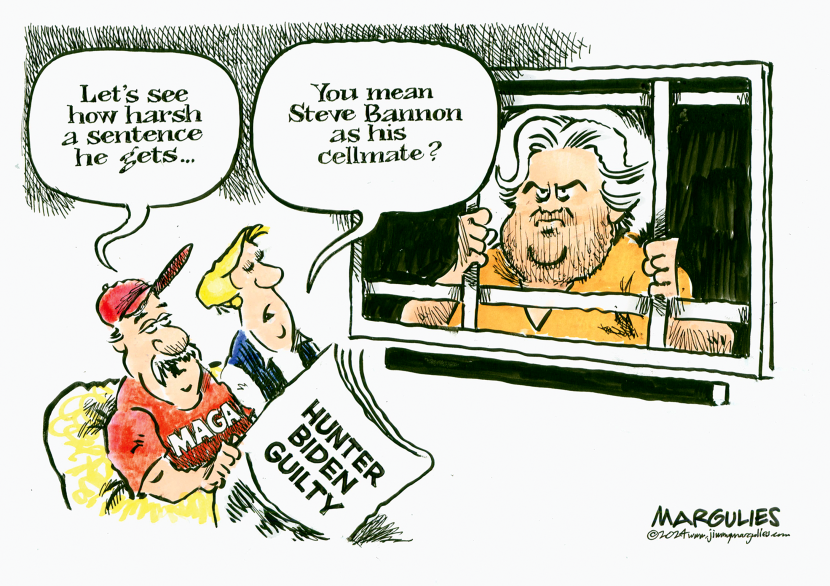 Let's see
how harsh
a sentence
he gets...
You mean
Steve Bannon
as his
cellmate?
MAGA
HUNTER
BIDEN
GUILTY
MARGULIES
©2024 www.jimmymargulies.com